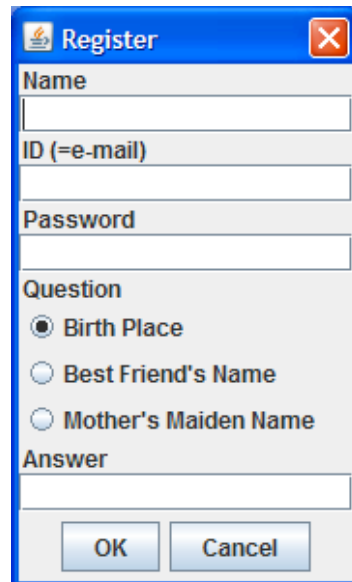 Register
Name
ID (=e-mail)
Password
Question
Birth Place
Best Friend's Name
Mother's Maiden Name
Answer
OK Cancel